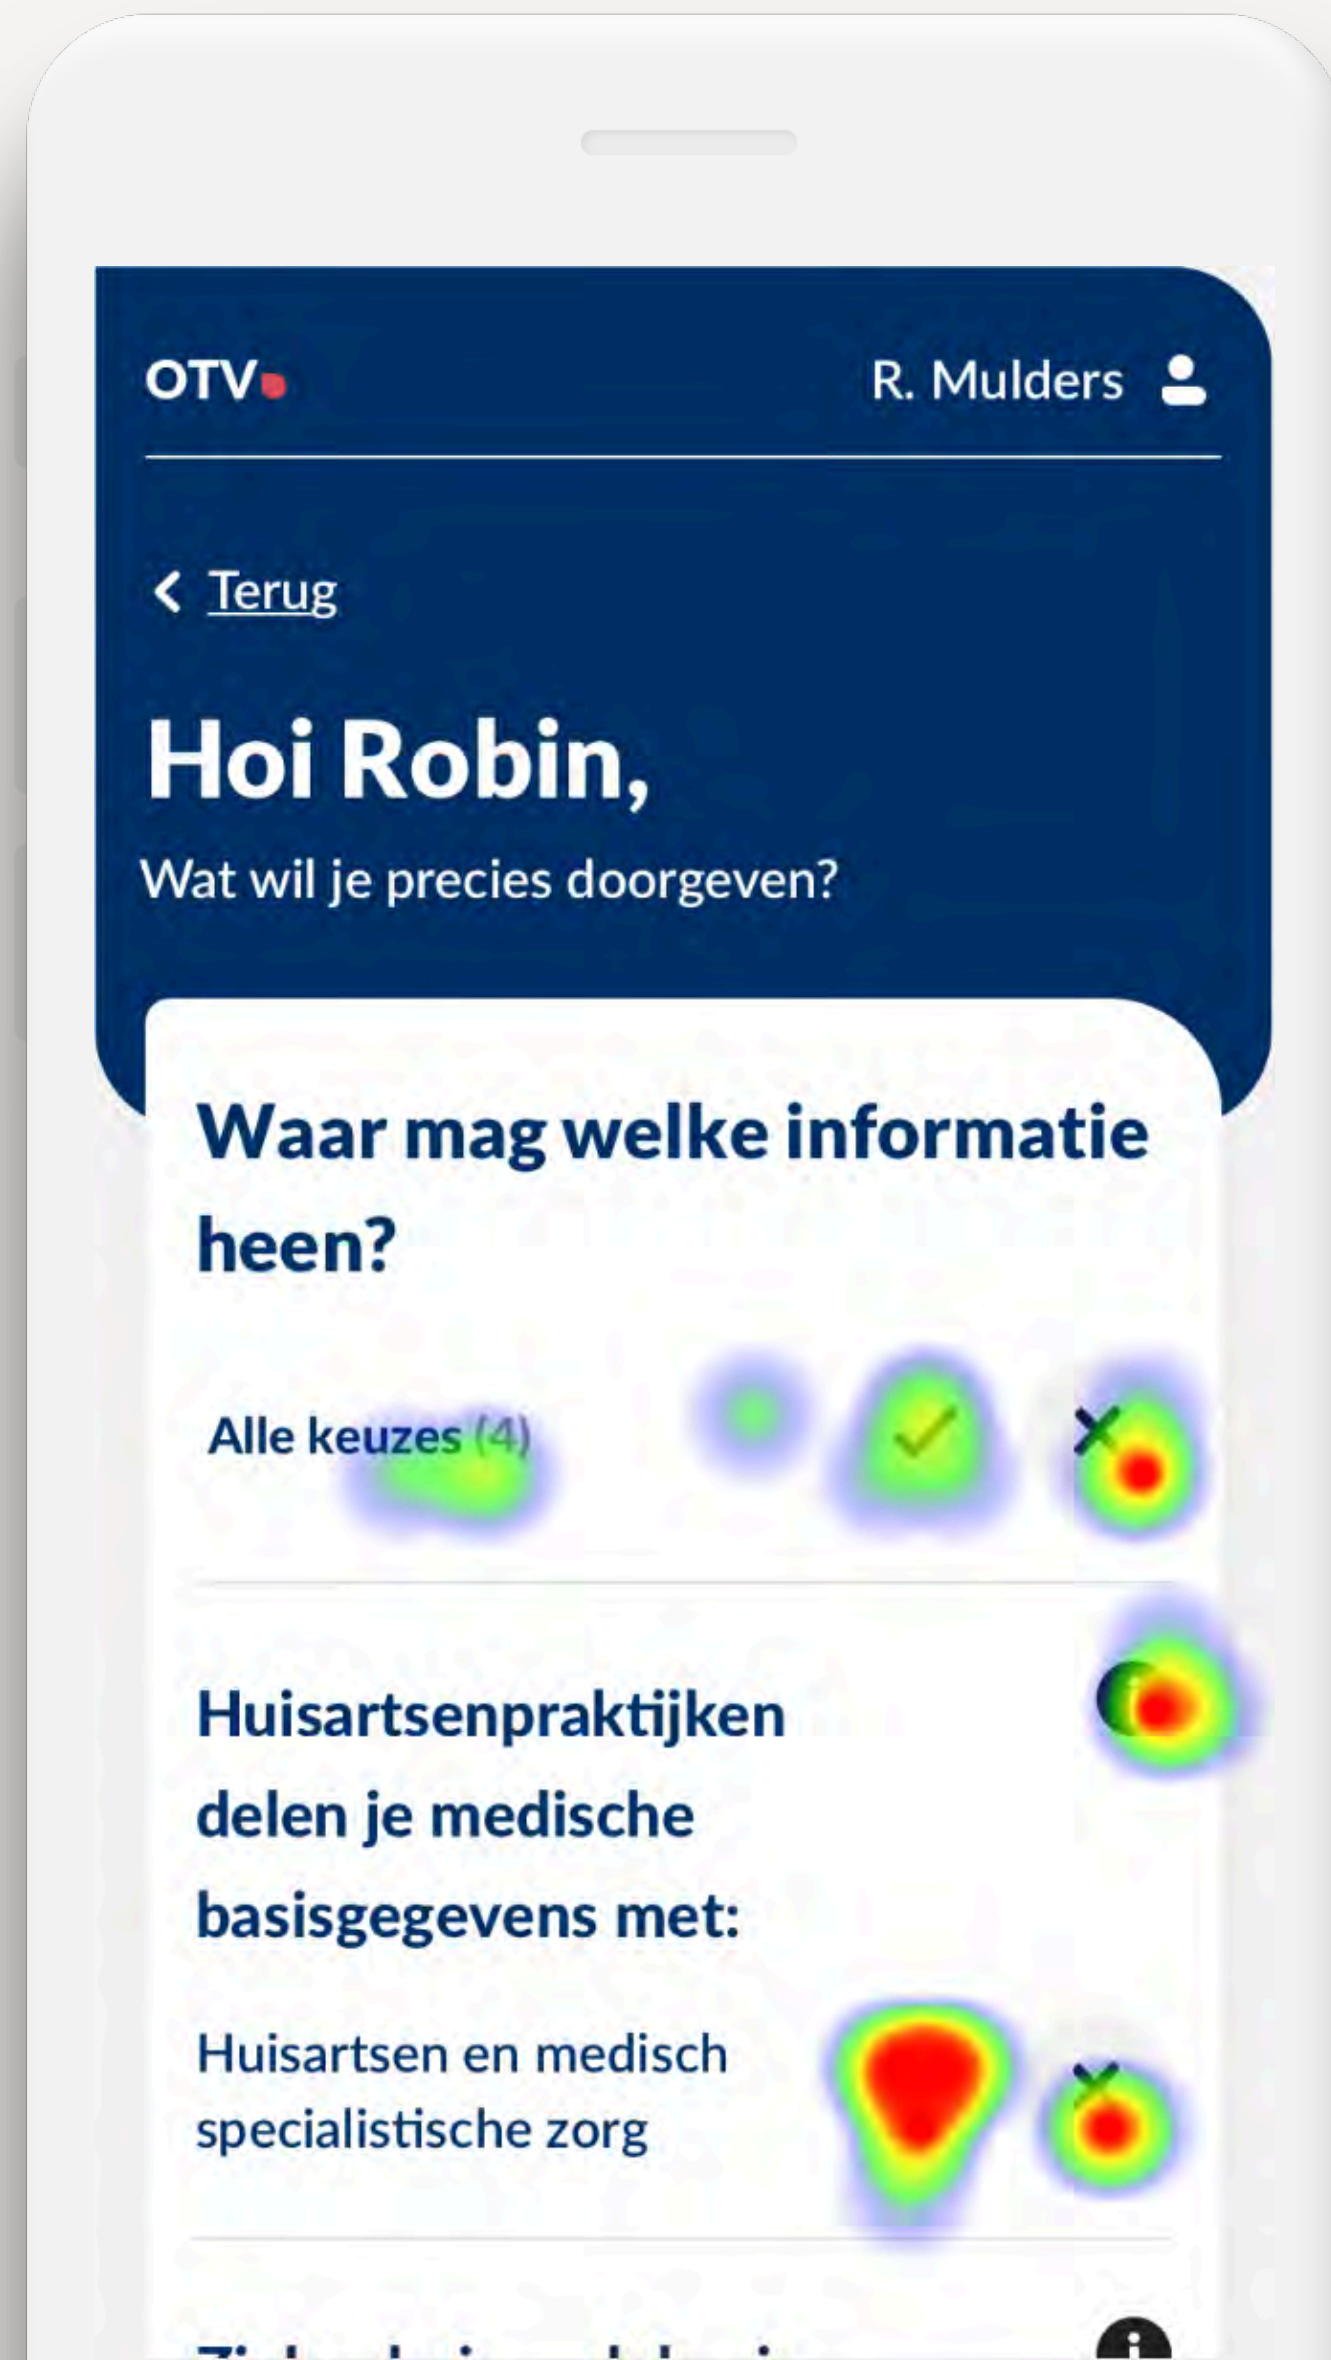 OTV
R. Mulders
Terug
Hoi Robin,
Wat wil je precies doorgeven?
Waar mag welke informatie
heen?
Alle keuzes (4)
Huisartsenpraktijken
delen je medische
basisgegevens met:
Huisartsen en medisch
specialistische zorg